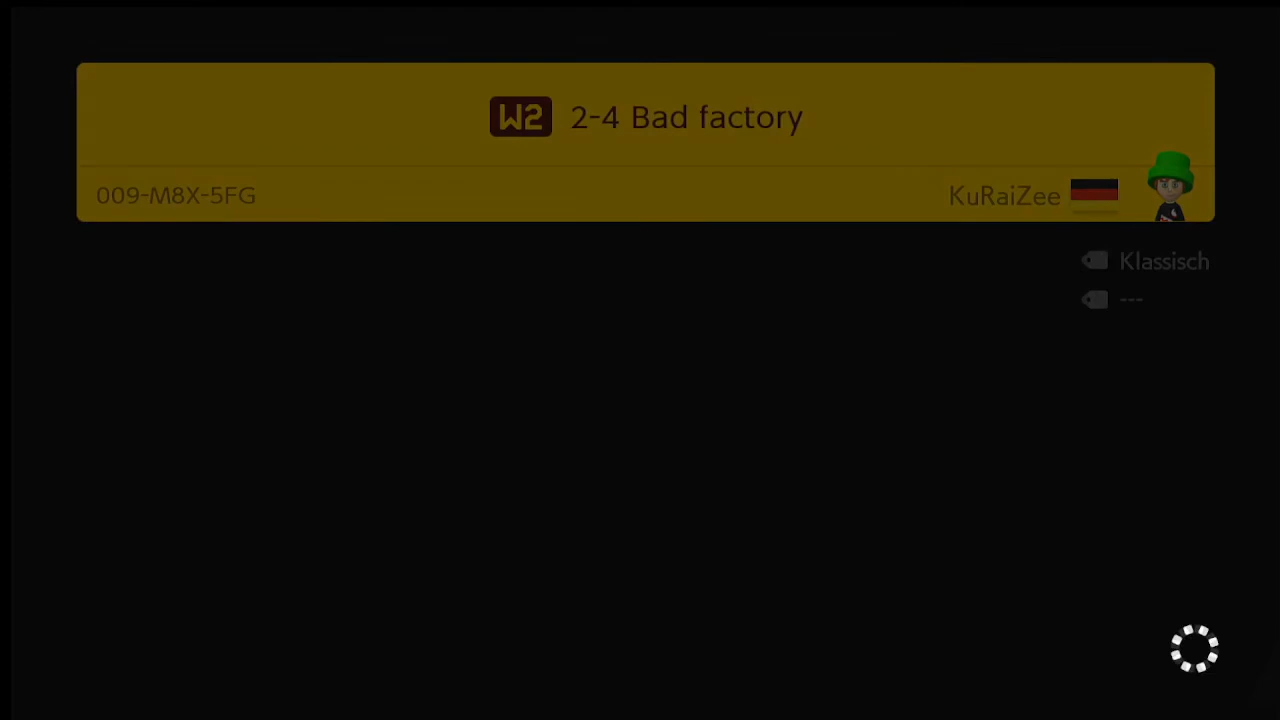 W2 2-4 Bad factory
009-M8X-5FG KuRaiZee
Klassisch
---